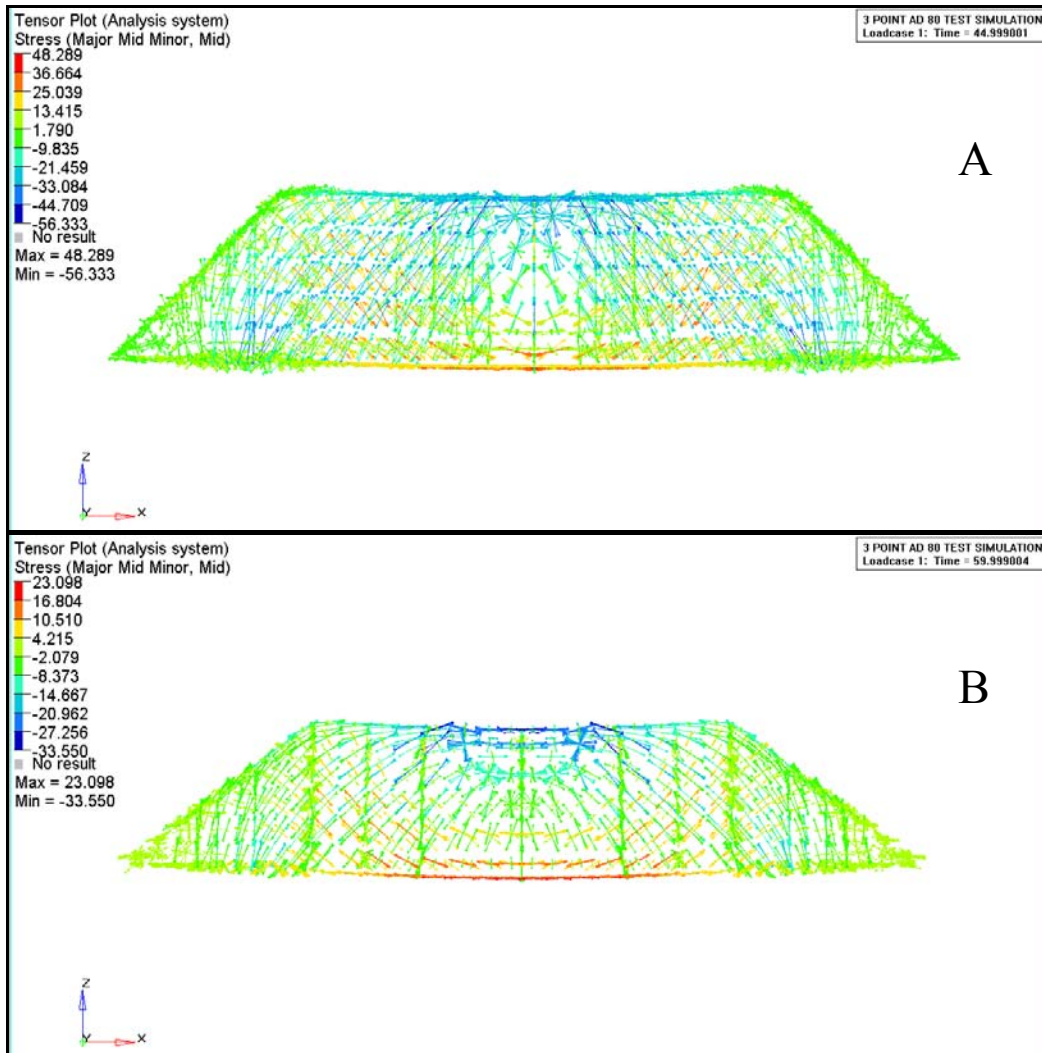 Tensor Plot (Analysis system)
Stress (Major Mid Minor, Mid)
48.289
36.664
25.039
13.415
1.790
-9.835
-21.459
-33.084
-44.709
-56.333
No result
Max = 48.289
Min = -56.333
3 POINT AD 80 TEST SIMULATION
Loadcase 1: Time = 44.999001
A
Z
Y
X
Tensor Plot (Analysis system)
Stress (Major Mid Minor, Mid)
23.098
16.804
10.510
4.215
-2.079
-8.373
-14.667
-20.962
-27.256
-33.550
No result
Max = 23.098
Min = -33.550
3 POINT AD 80 TEST SIMULATION
Loadcase 1: Time = 59.999004
B
Z
Y
X